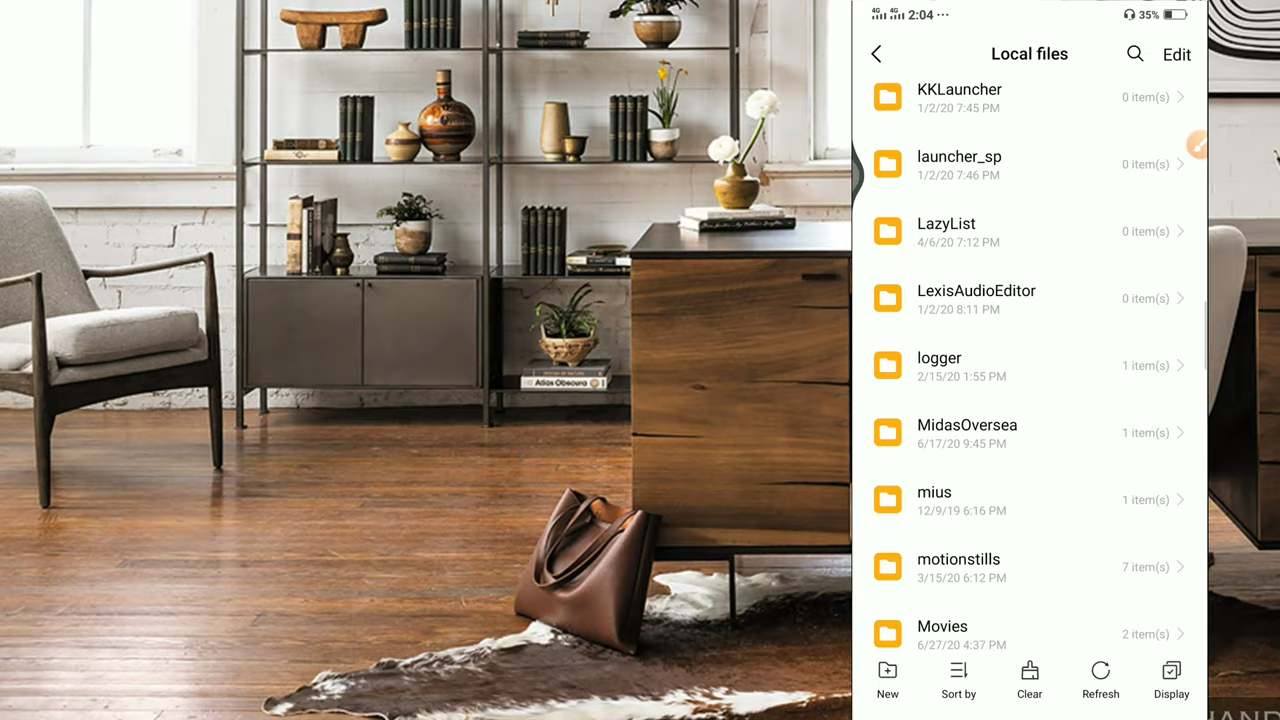 4G 4G 2:04 ··· 35%
Local files Edit
KKLauncher
1/2/20 7:45 PM 0 item(s)
launcher_sp
1/2/20 7:46 PM 0 item(s)
LazyList
4/6/20 7:12 PM 0 item(s)
LexisAudioEditor
1/2/20 8:11 PM 0 item(s)
logger
2/15/20 1:55 PM 1 item(s)
MidasOversea
6/17/20 9:45 PM 1 item(s)
mius
12/9/19 6:16 PM 1 item(s)
motionstills
3/15/20 6:12 PM 7 item(s)
Movies
6/27/20 4:37 PM 2 item(s)
New Sort by Clear Refresh Display
Atlas Obscura